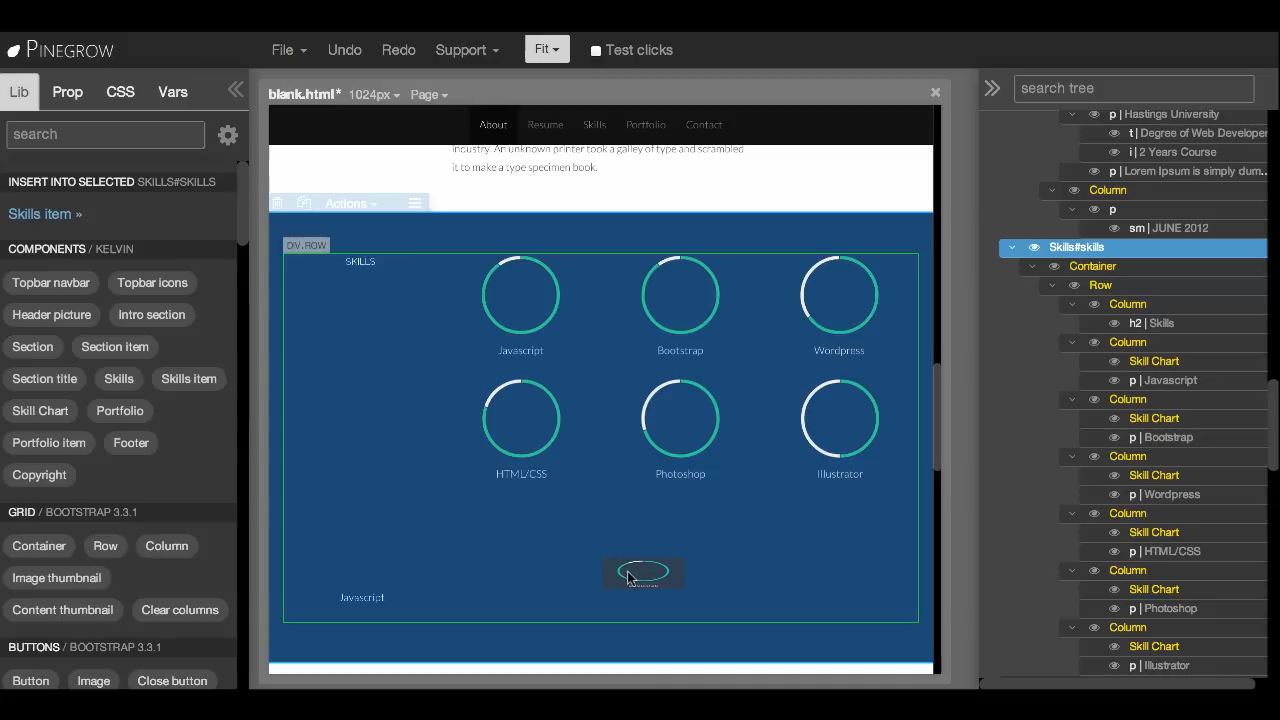 PINEGROW
File
Undo
Redo
Support
Fit
Test clicks
Lib
Prop
CSS
Vars
search
INSERT INTO SELECTED SKILLS#SKILLS
Skills item »
COMPONENTS / KELVIN
Topbar navbar
Topbar icons
Header picture
Intro section
Section
Section item
Section title
Skills
Skills item
Skill Chart
Portfolio
Portfolio item
Footer
Copyright
GRID / BOOTSTRAP 3.3.1
Container
Row
Column
Image thumbnail
Content thumbnail
Clear columns
BUTTONS / BOOTSTRAP 3.3.1
Button
Image
Close button
blank.html*
1024px
Page
About
Resume
Skills
Portfolio
Contact
industry. An unknown printer took a galley of type and scrambled
it to make a type specimen book.
Actions
DIV.ROW
SKILLS
Javascript
Bootstrap
Wordpress
HTML/CSS
Photoshop
Illustrator
Javascript
search tree
p | Hastings University
t | Degree of Web Developer
i | 2 Years Course
p | Lorem Ipsum is simply dum...
Column
p
sm | JUNE 2012
Skills#skills
Container
Row
Column
h2 | Skills
Column
Skill Chart
p | Javascript
Column
Skill Chart
p | Bootstrap
Column
Skill Chart
p | Wordpress
Column
Skill Chart
p | HTML/CSS
Column
Skill Chart
p | Photoshop
Column
Skill Chart
p | Illustrator